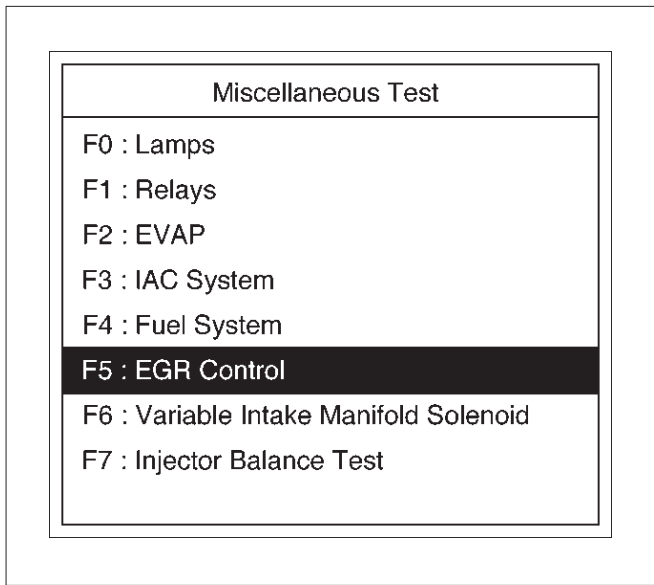 Miscellaneous Test
F0 : Lamps
F1 : Relays
F2 : EVAP
F3 : IAC System
F4 : Fuel System
F5 : EGR Control
F6 : Variable Intake Manifold Solenoid
F7 : Injector Balance Test